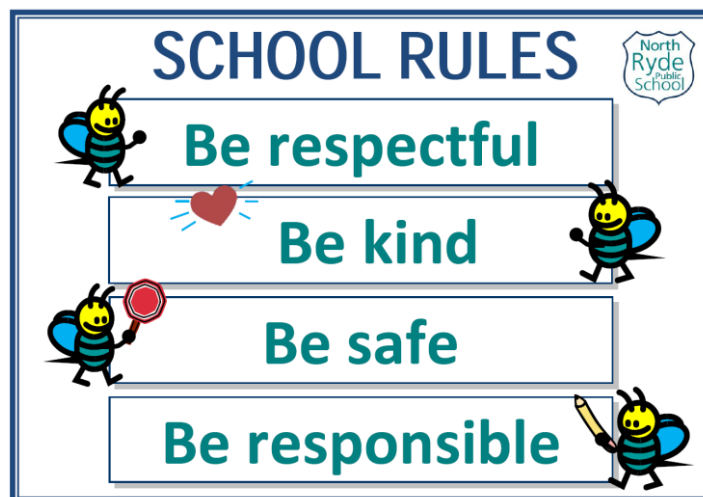 SCHOOL RULES
North
Ryde
Public
School
Be respectful
Be kind
Be safe
Be responsible